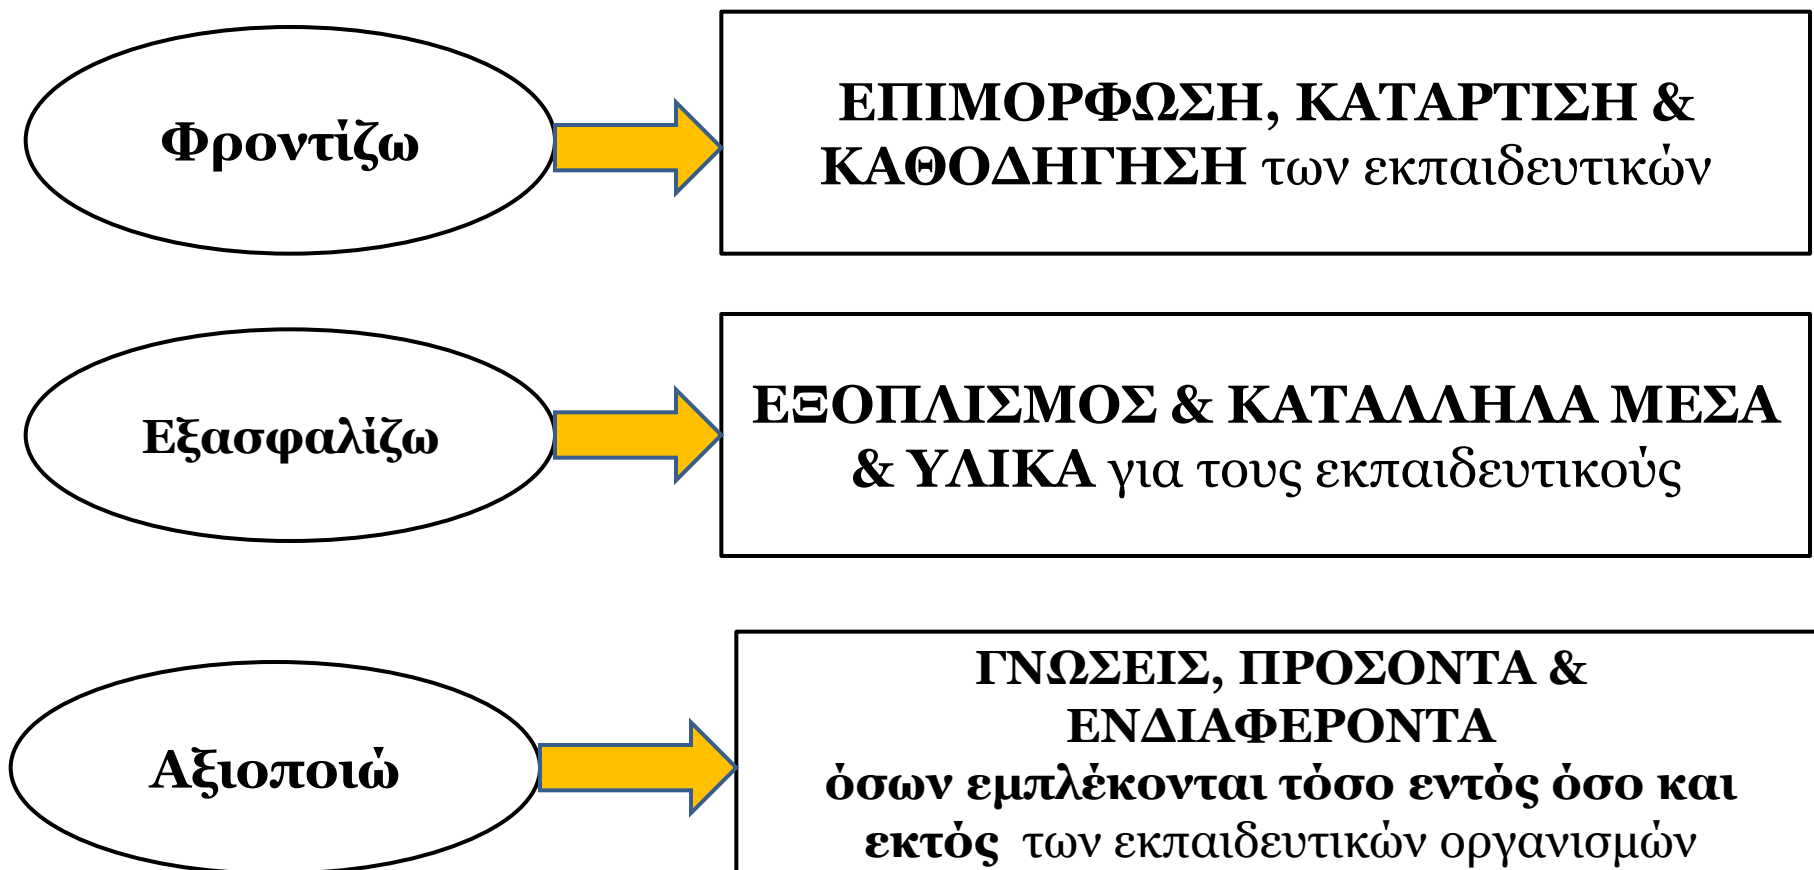 Φροντίζω
ΕΠΙΜΟΡΦΩΣΗ, ΚΑΤΑΡΤΙΣΗ &
ΚΑΘΟΔΗΓΗΣΗ των εκπαιδευτικών
Εξασφαλίζω
ΕΞΟΠΛΙΣΜΟΣ & ΚΑΤΑΛΛΗΛΑ ΜΕΣΑ
& ΥΛΙΚΑ για τους εκπαιδευτικούς
Αξιοποιώ
ΓΝΩΣΕΙΣ, ΠΡΟΣΟΝΤΑ &
ΕΝΔΙΑΦΕΡΟΝΤΑ
όσων εμπλέκονται τόσο εντός όσο και
εκτός των εκπαιδευτικών οργανισμών